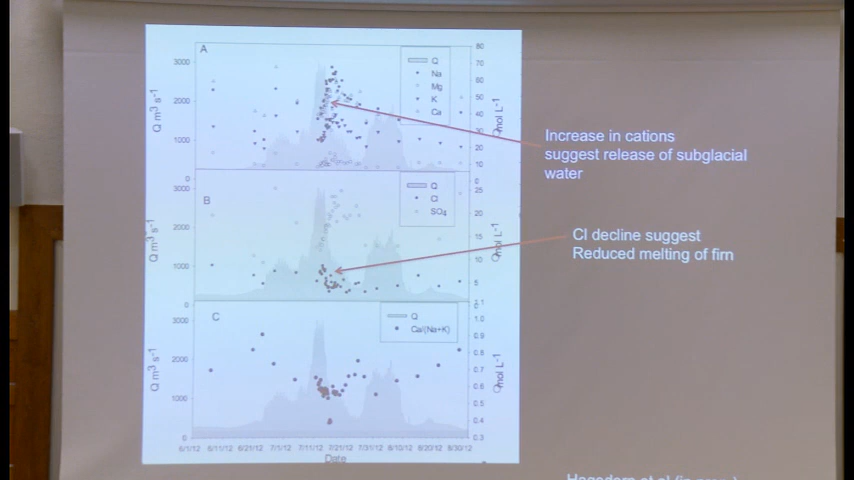 A
3000
2000
1000
0
Q m³ s⁻¹
80
70
60
50
40
30
20
10
0
Qmol L⁻¹
Q
Na
Mg
K
Ca
Increase in cations
suggest release of subglacial
water
B
3000
2000
1000
0
Q m³ s⁻¹
25
20
15
10
5
Qmol L⁻¹
Q
Cl
SO₄
Cl decline suggest
Reduced melting of firn
C
3000
2000
1000
0
Q m³ s⁻¹
1.1
1.0
0.9
0.8
0.7
0.6
0.5
0.4
0.3
Qmol L⁻¹
Q
Ca/(Na+K)
6/1/12 6/11/12 6/21/12 7/1/12 7/11/12 7/21/12 7/31/12 8/10/12 8/20/12 8/30/12
Date